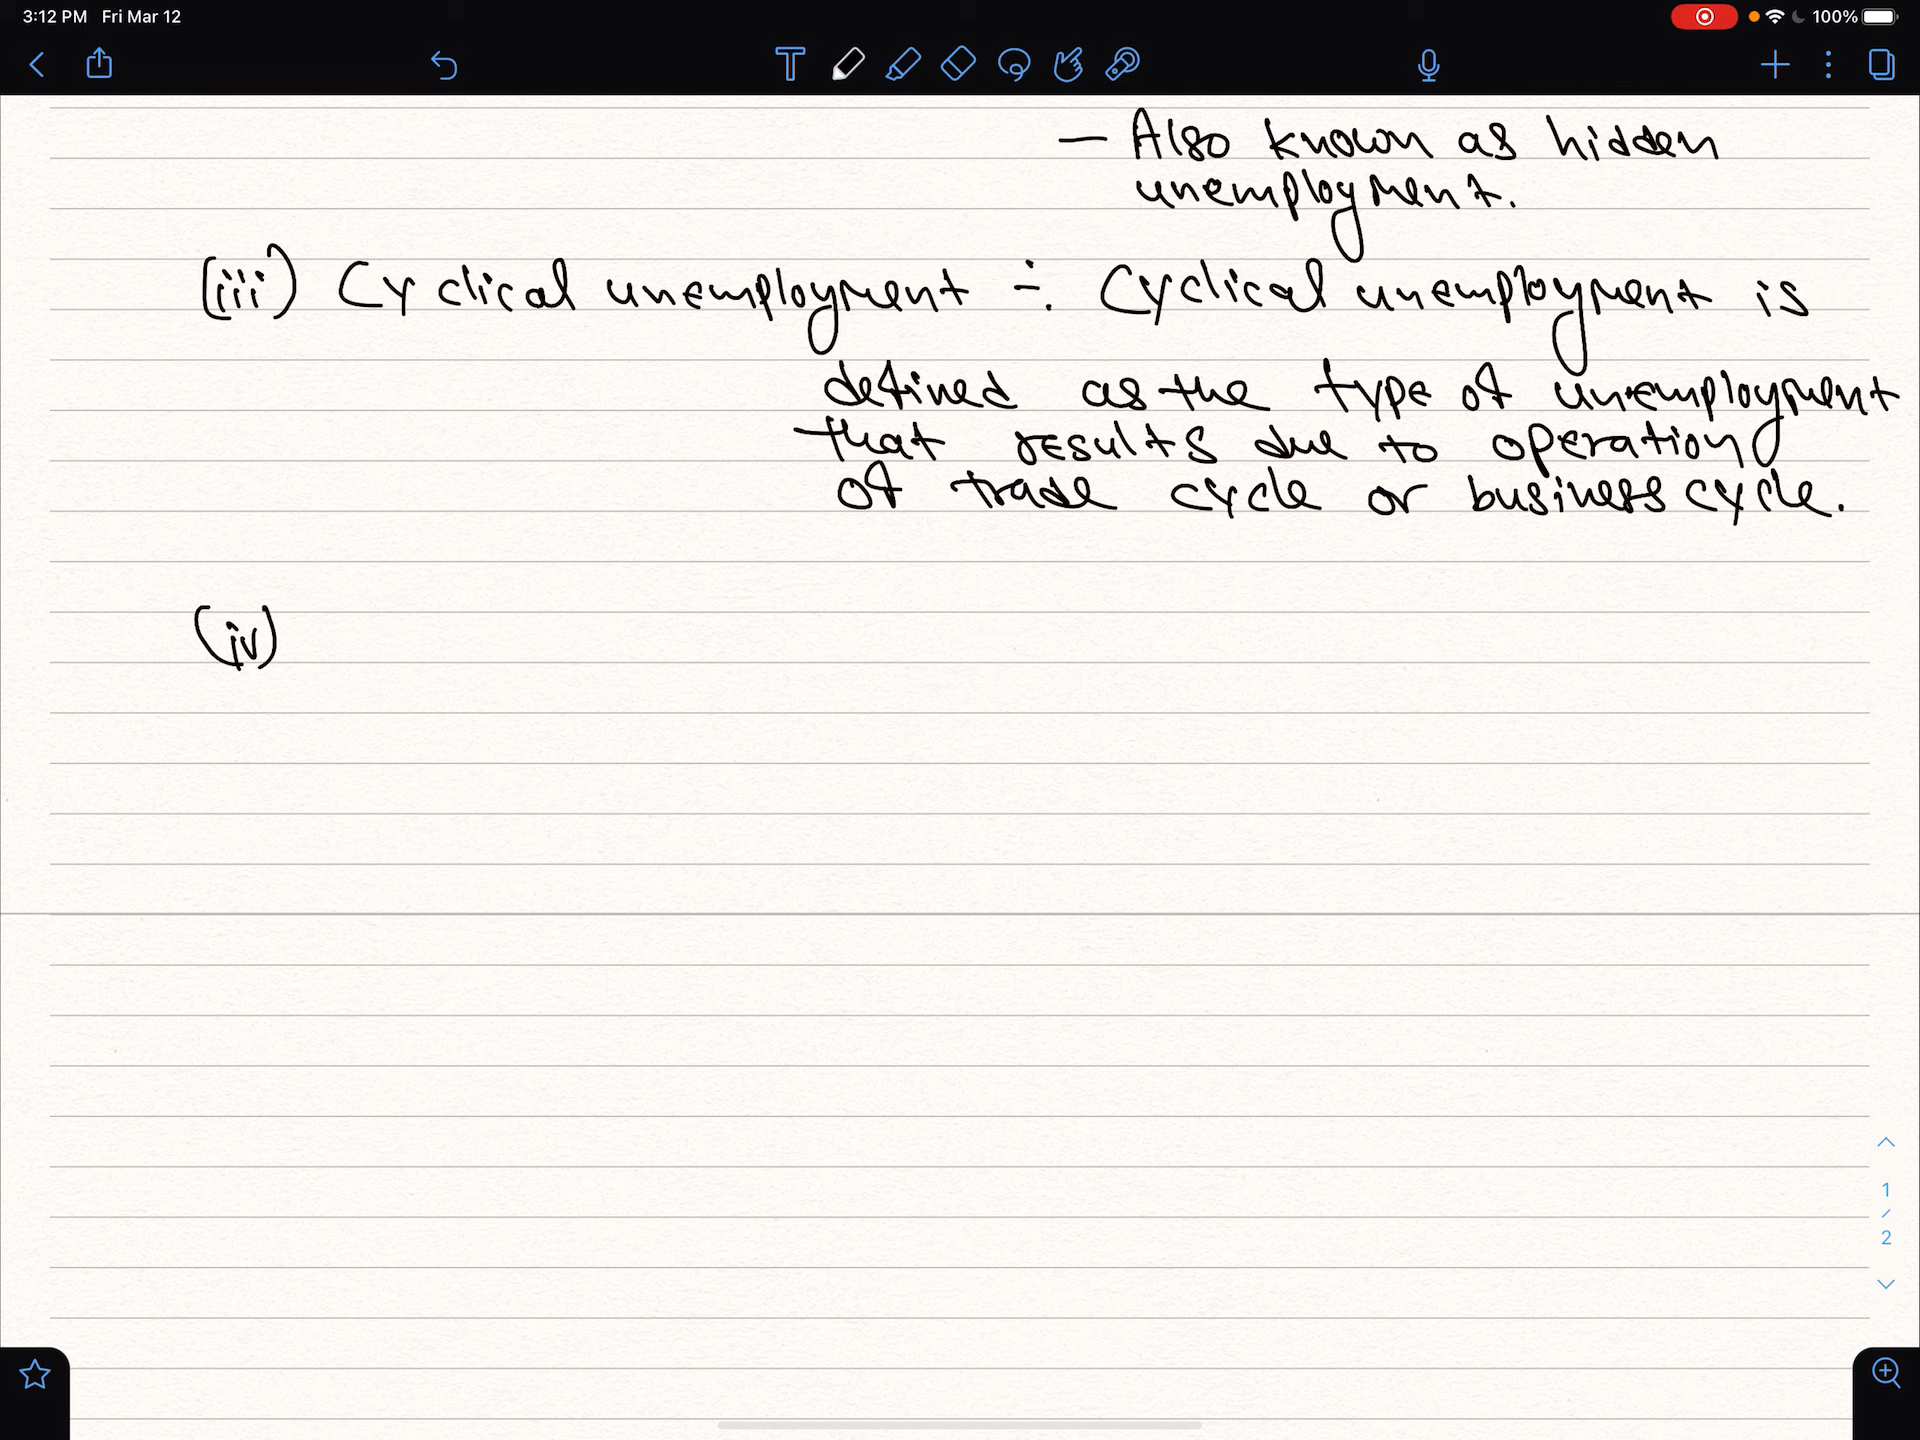 3:12 PM Fri Mar 12
100%
— Also known as hidden
unemployment.
(iii) Cyclical unemployment ÷ Cyclical unemployment is
defined as the type of unemployment
that results due to operation
of trade cycle or business cycle.
(iv)
1
/
2